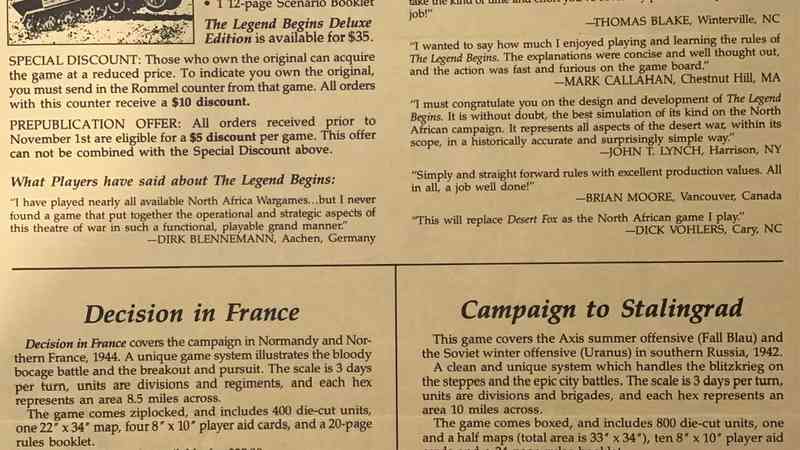 • 1 12-page Scenario Booklet
The Legend Begins Deluxe
Edition is available for $35.
SPECIAL DISCOUNT: Those who own the original can acquire
the game at a reduced price. To indicate you own the original,
you must send in the Rommel counter from that game. All orders
with this counter receive a $10 discount.
PREPUBLICATION OFFER: All orders received prior to
November 1st are eligible for a $5 discount per game. This offer
can not be combined with the Special Discount above.
What Players have said about The Legend Begins:
"I have played nearly all available North Africa Wargames...but I never
found a game that put together the operational and strategic aspects of
this theatre of war in such a functional, playable grand manner."
—DIRK BLENNEMANN, Aachen, Germany
job!"
—THOMAS BLAKE, Winterville, NC
"I wanted to say how much I enjoyed playing and learning the rules of
The Legend Begins. The explanations were concise and well thought out,
and the action was fast and furious on the game board."
—MARK CALLAHAN, Chestnut Hill, MA
"I must congratulate you on the design and development of The Legend
Begins. It is without doubt, the best simulation of its kind on the North
African campaign. It represents all aspects of the desert war, within its
scope, in a historically accurate and surprisingly simple way."
—JOHN T. LYNCH, Harrison, NY
"Simply and straight forward rules with excellent production values. All
in all, a job well done!"
—BRIAN MOORE, Vancouver, Canada
"This will replace Desert Fox as the North African game I play."
—DICK VOHLERS, Cary, NC
Decision in France
Decision in France covers the campaign in Normandy and Nor-
thern France, 1944. A unique game system illustrates the bloody
bocage battle and the breakout and pursuit. The scale is 3 days
per turn, units are divisions and regiments, and each hex
represents an area 8.5 miles across.
The game comes ziplocked, and includes 400 die-cut units,
one 22" x 34" map, four 8" x 10" player aid cards, and a 20-page
rules booklet.
Campaign to Stalingrad
This game covers the Axis summer offensive (Fall Blau) and
the Soviet winter offensive (Uranus) in southern Russia, 1942.
A clean and unique system which handles the blitzkrieg on
the steppes and the epic city battles. The scale is 3 days per turn,
units are divisions and brigades, and each hex represents an
area 10 miles across.
The game comes boxed, and includes 800 die-cut units, one
and a half maps (total area is 33" x 34"), ten 8" x 10" player aid